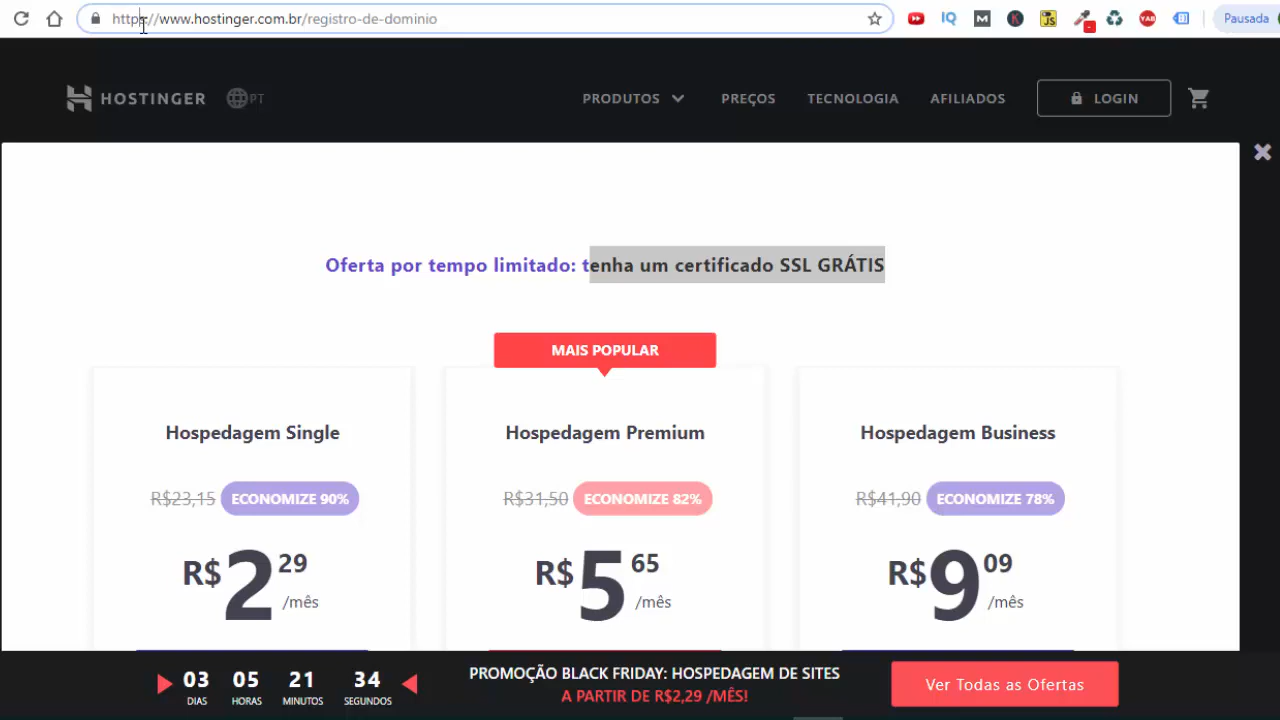 https://www.hostinger.com.br/registro-de-dominio
IQ
M
K
JS
YAB
Pausada
HOSTINGER
PT
PRODUTOS
PREÇOS
TECNOLOGIA
AFILIADOS
LOGIN
Oferta por tempo limitado: tenha um certificado SSL GRÁTIS
MAIS POPULAR
Hospedagem Single
R$23,15 ECONOMIZE 90%
R$2 29 /mês
Hospedagem Premium
R$31,50 ECONOMIZE 82%
R$5 65 /mês
Hospedagem Business
R$41,90 ECONOMIZE 78%
R$9 09 /mês
03 05 21 34
DIAS HORAS MINUTOS SEGUNDOS
PROMOÇÃO BLACK FRIDAY: HOSPEDAGEM DE SITES
A PARTIR DE R$2,29 /MÊS!
Ver Todas as Ofertas